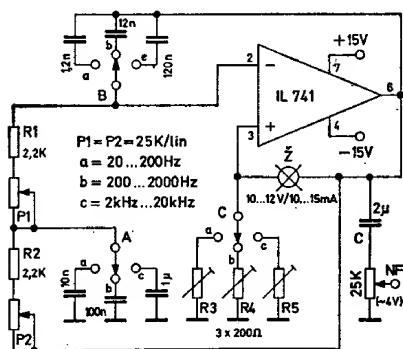 12n
1,2n
a
b
e
120n
B
+15V
7
2
−
IL 741
6
3
+
4
−15V
R1
2,2K
P1 = P2 = 25K/lin
a = 20 ... 200Hz
b = 200 ... 2000Hz
c = 2kHz ... 20kHz
Ž
10...12V/10...15mA
P1
A
C
2µ
C
R2
2,2K
a
b
10n
100n
1µ
a
b
c
R3
R4
R5
25K
NF
(~4V)
P2
3 x 200Ω